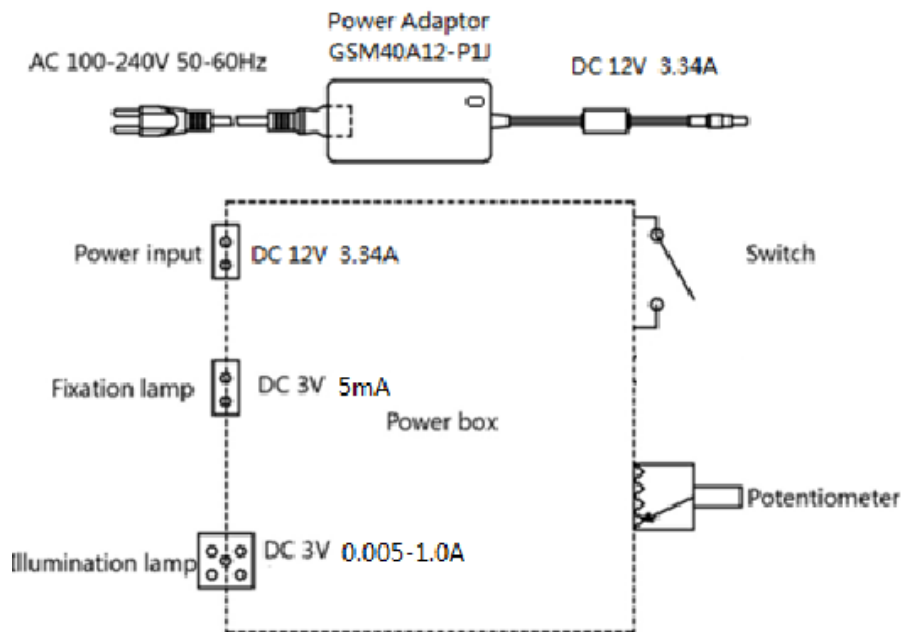 Power Adaptor
GSM40A12-P1J
AC 100-240V 50-60Hz
DC 12V 3.34A
Power input
DC 12V 3.34A
Switch
Fixation lamp
DC 3V 5mA
Power box
Potentiometer
Illumination lamp
DC 3V 0.005-1.0A